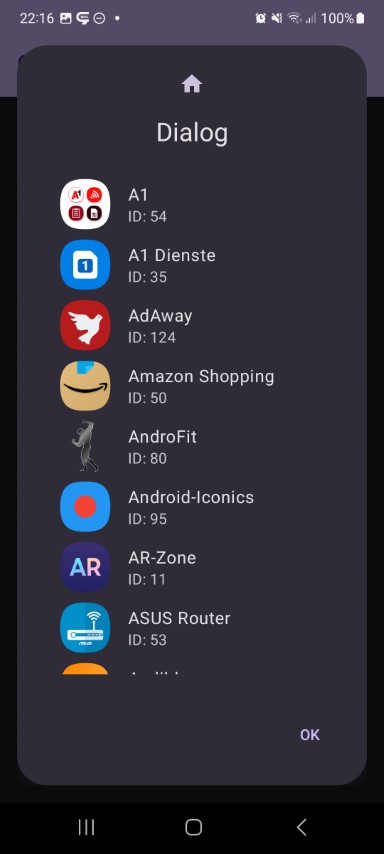 22:16
100%
Dialog
A1
ID: 54
A1 Dienste
ID: 35
AdAway
ID: 124
Amazon Shopping
ID: 50
AndroFit
ID: 80
Android-Iconics
ID: 95
AR
AR-Zone
ID: 11
ASUS Router
ID: 53
OK